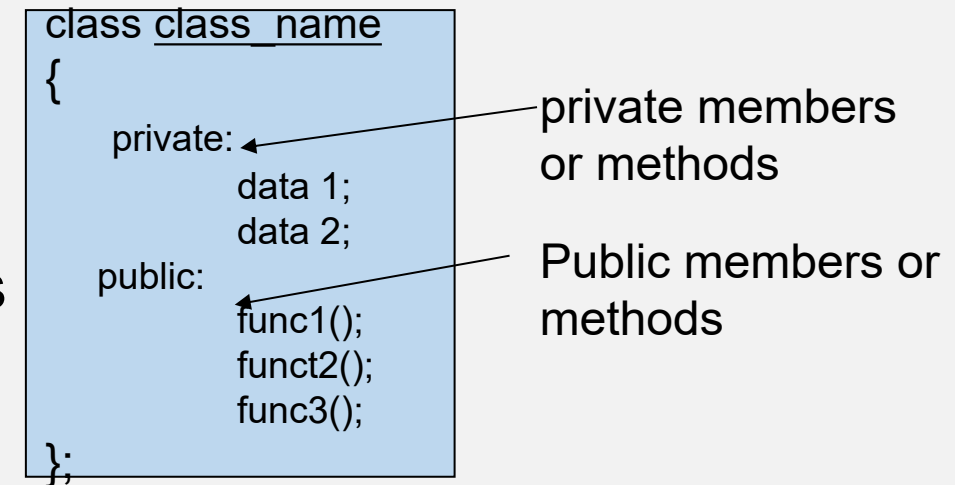 class class_name
{
private:
data 1;
data 2;
public:
func1();
funct2();
func3();
};
private members
or methods
Public members or
methods
s